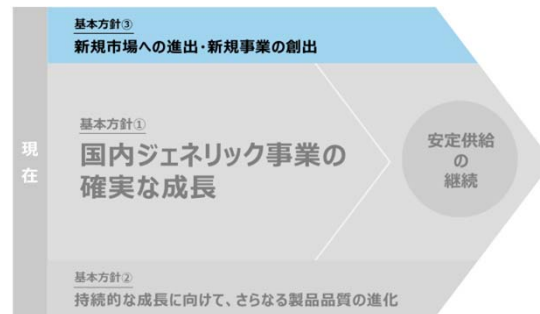 基本方針③
新規市場への進出・新規事業の創出
現
在
基本方針①
国内ジェネリック事業の
確実な成長
安定供給
の
継続
基本方針②
持続的な成長に向けて、さらなる製品品質の進化